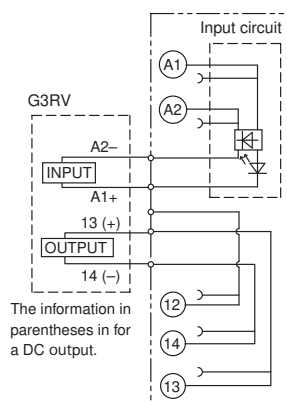 Input circuit
A1
A2
G3RV
A2–
INPUT
A1+
13 (+)
OUTPUT
14 (–)
The information in
parentheses in for
a DC output.
12
14
13